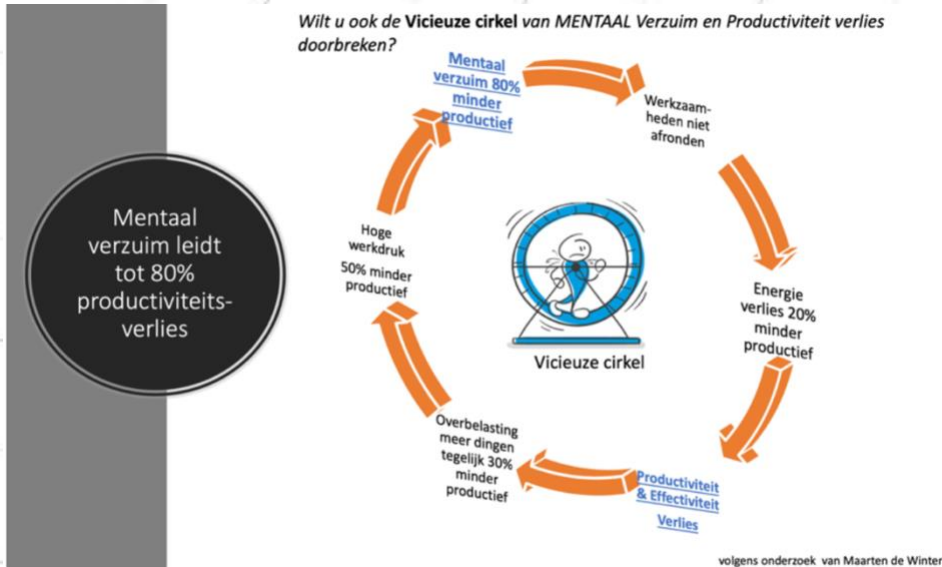 Wilt u ook de Vicieuze cirkel van MENTAAL Verzuim en Productiviteit verlies
doorbreken?
Mentaal
verzuim 80%
minder
productief
Werkzaam-
heden niet
afronden
Energie
verlies 20%
minder
productief
Productiviteit
& Effectiviteit
Verlies
Overbelasting
meer dingen
tegelijk 30%
minder
productief
Hoge
werkdruk
50% minder
productief
Vicieuze cirkel
Mentaal
verzuim leidt
tot 80%
productiviteits-
verlies
volgens onderzoek van Maarten de Winter